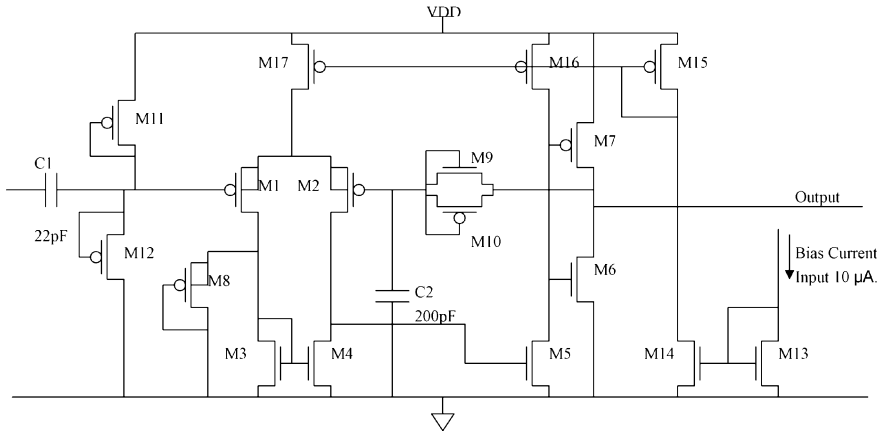 VDD
M17
M16
M15
M11
M7
C1
M9
M1
M2
Output
22pF
M12
M10
Bias Current
Input 10 µA.
M8
M6
C2
200pF
M3
M4
M5
M14
M13